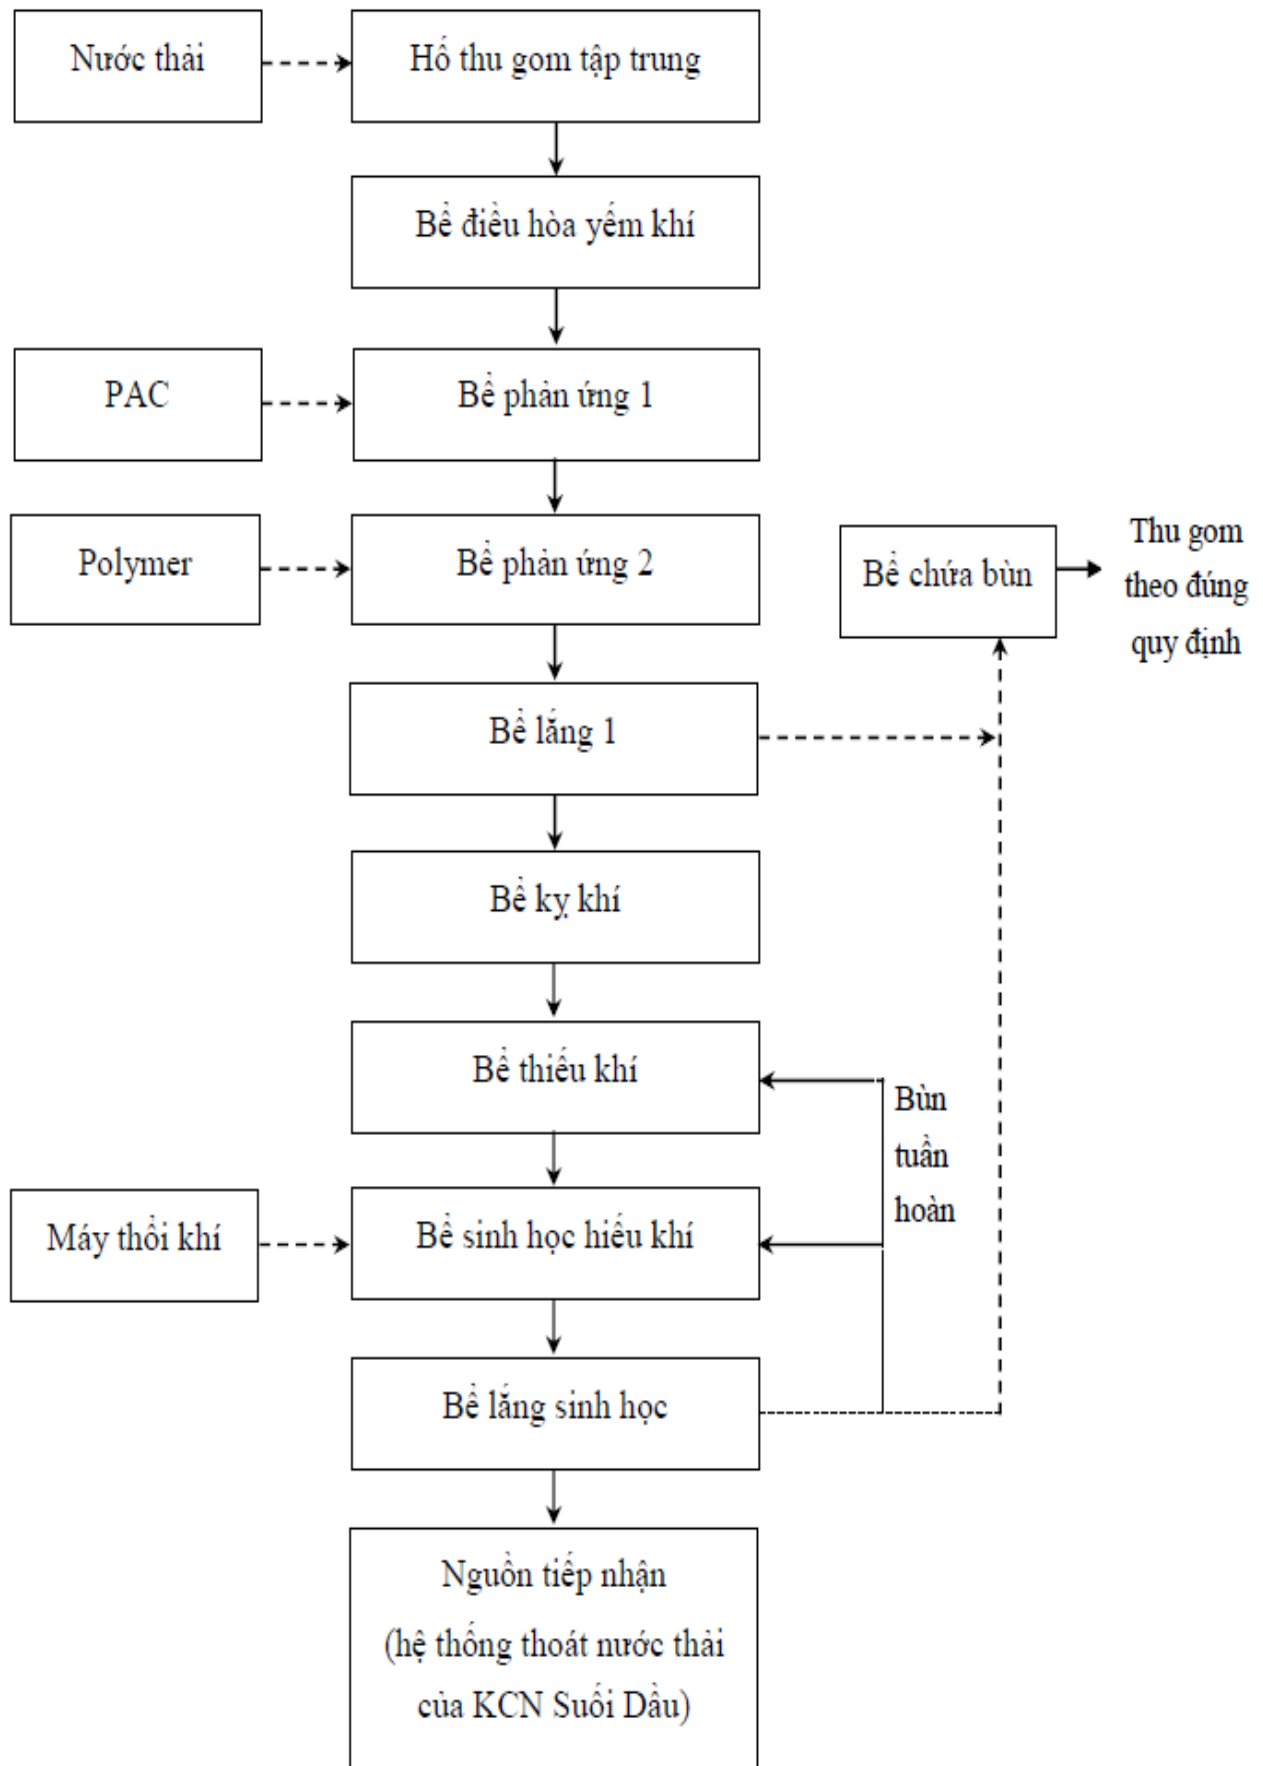 Nước thải
Hố thu gom tập trung
Bể điều hòa yếm khí
PAC
Bể phản ứng 1
Polymer
Bể phản ứng 2
Bể chứa bùn
Thu gom
theo đúng
quy định
Bể lắng 1
Bể kỵ khí
Bể thiếu khí
Bùn
tuần
hoàn
Máy thổi khí
Bể sinh học hiếu khí
Bể lắng sinh học
Nguồn tiếp nhận
(hệ thống thoát nước thải
của KCN Suối Dầu)